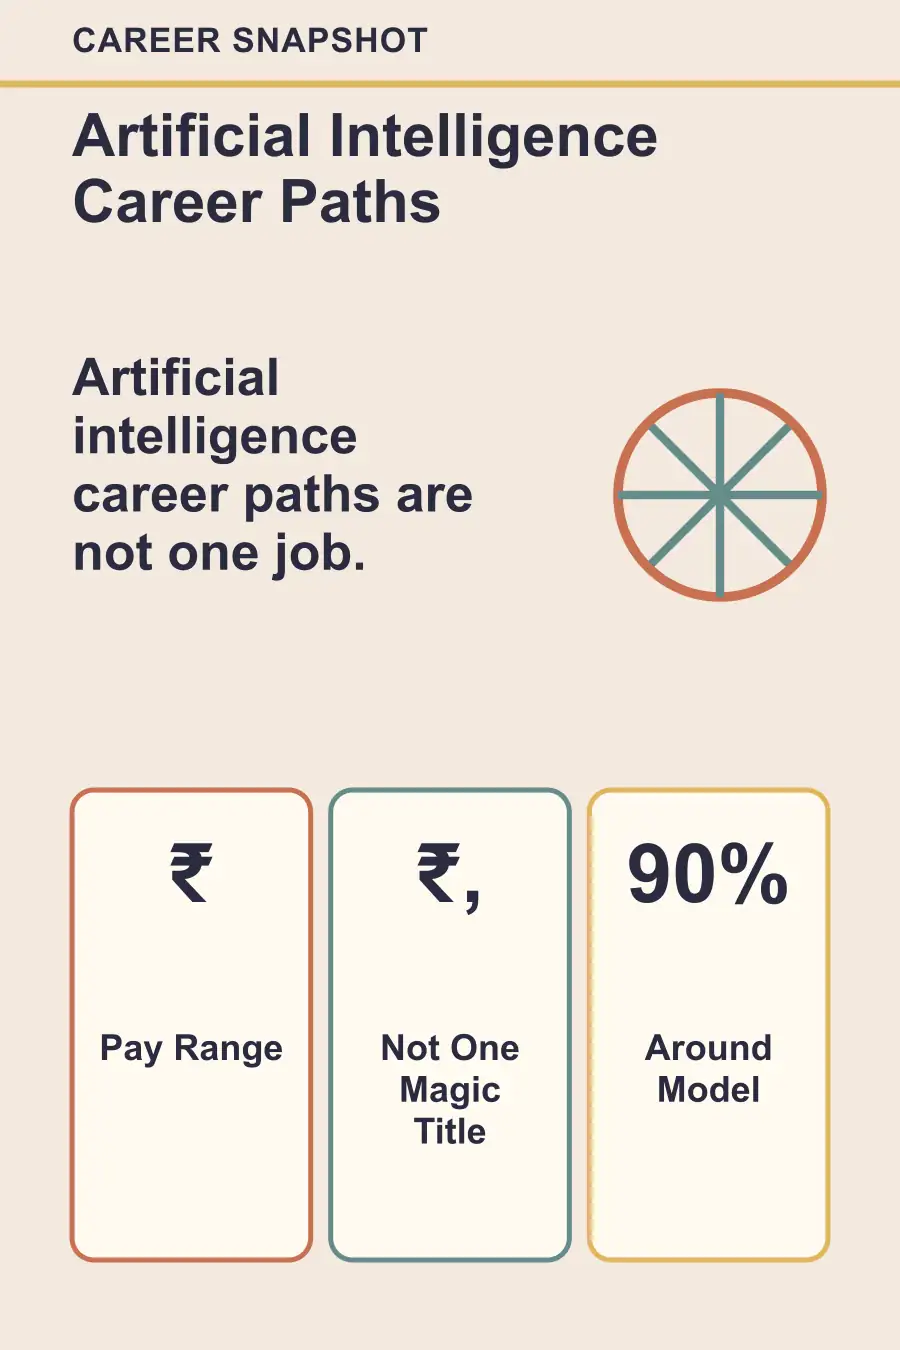 CAREER SNAPSHOT
Artificial Intelligence
Career Paths
Artificial
intelligence
career paths are
not one job.
₹
Pay Range
₹,
Not One
Magic
Title
90%
Around
Model